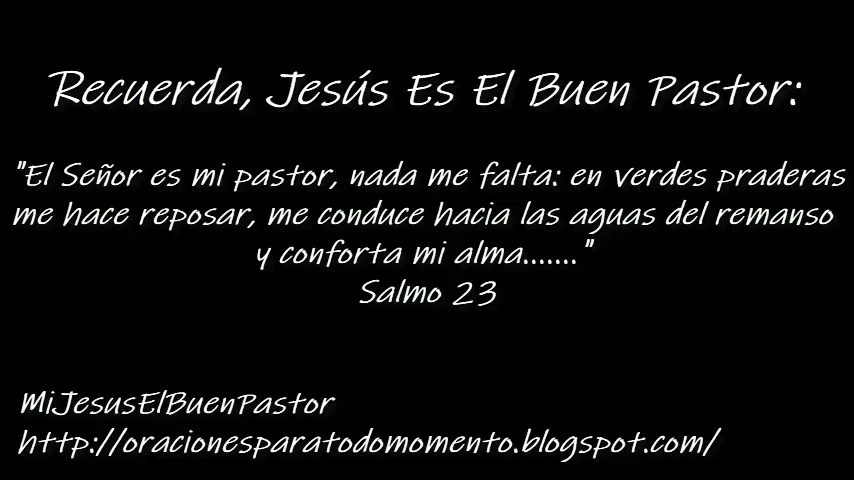 Recuerda, Jesús Es El Buen Pastor:
"El Señor es mi pastor, nada me falta: en verdes praderas
me hace reposar, me conduce hacia las aguas del remanso
y conforta mi alma......."
Salmo 23
MiJesusElBuenPastor
http://oracionesparatodomomento.blogspot.com/